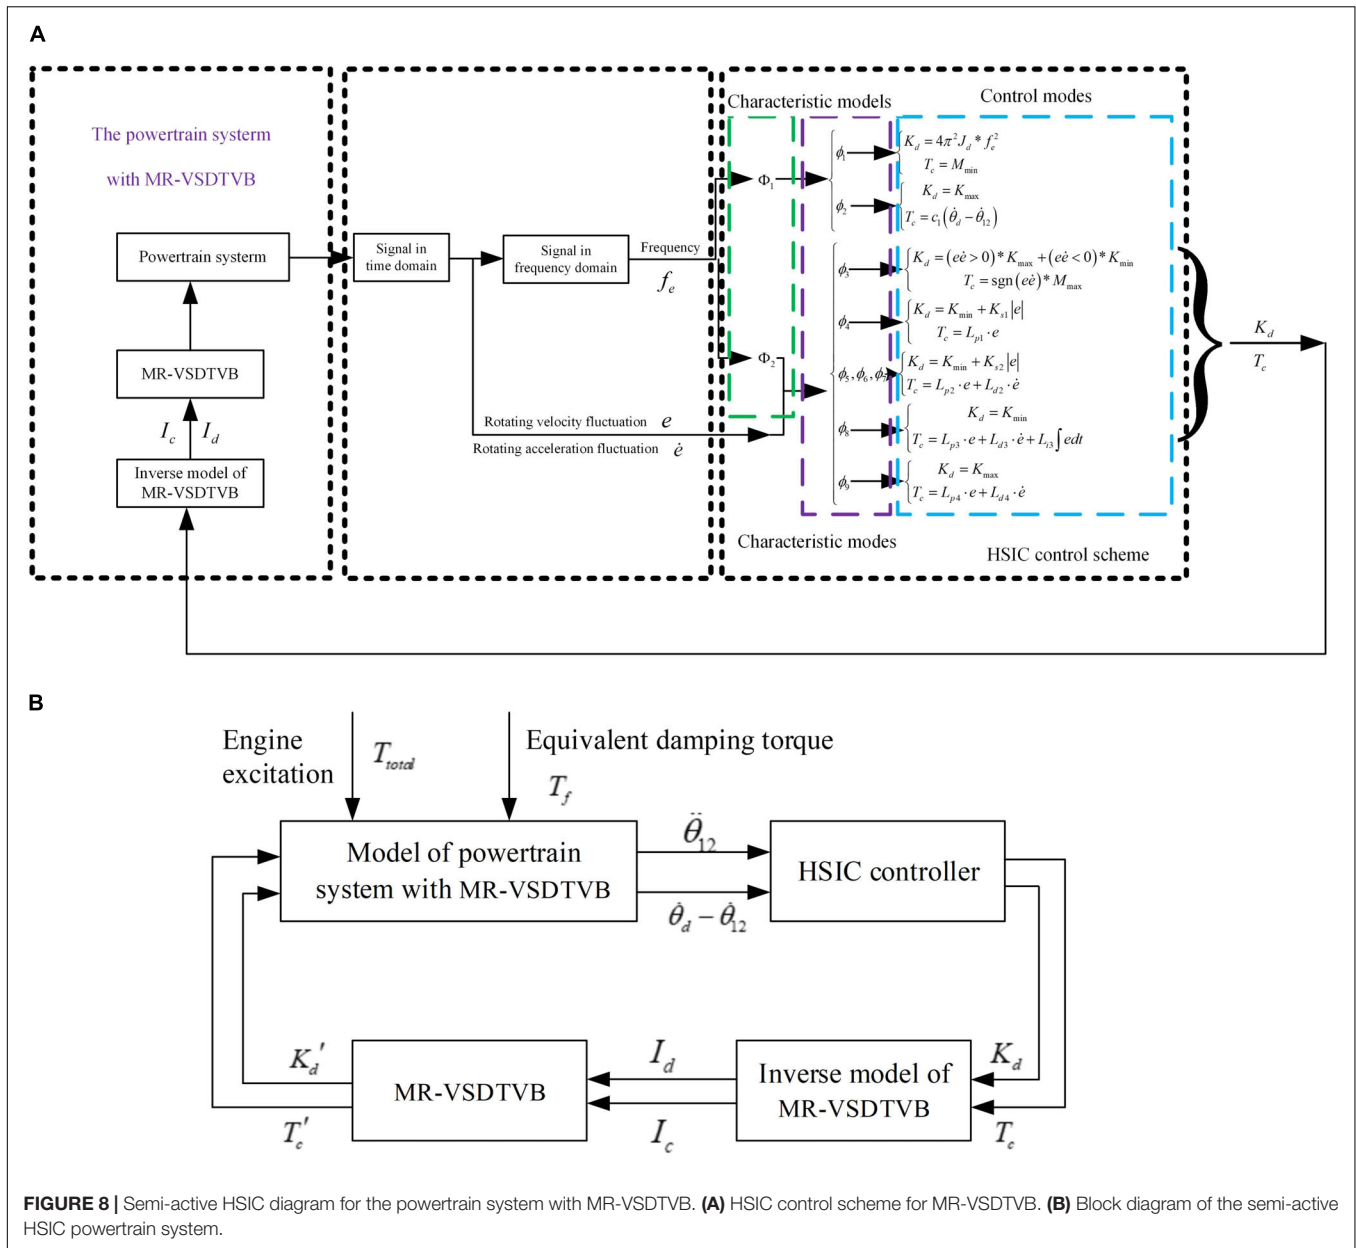 A
The powertrain systerm
with MR-VSDTVB
Powertrain systerm
MR-VSDTVB
I_c I_d
Inverse model of
MR-VSDTVB
Signal in
time domain
Signal in
frequency domain
Frequency
f_e
Rotating velocity fluctuation e
Rotating acceleration fluctuation ė
Characteristic models
Control modes
Φ_1
Φ_2
ϕ_1
K_d = 4π²J_d * f_e²
T_c = M_min
ϕ_2
K_d = K_max
T_c = c_1(θ̇_d − θ̇_12)
ϕ_3
K_d = (eė > 0) * K_max + (eė < 0) * K_min
T_c = sgn(eė) * M_max
ϕ_4
K_d = K_min + K_s1|e|
T_c = L_p1 · e
ϕ_5, ϕ_6, ϕ_7
K_d = K_min + K_s2|e|
T_c = L_p2 · e + L_d2 · ė
ϕ_8
K_d = K_min
T_c = L_p3 · e + L_d3 · ė + L_i3 ∫ edt
ϕ_9
K_d = K_max
T_c = L_p4 · e + L_d4 · ė
Characteristic modes
HSIC control scheme
K_d
T_c
B
Engine
excitation
T_total
Equivalent damping torque
T_f
Model of powertrain
system with MR-VSDTVB
θ̈_12
θ̇_d − θ̇_12
HSIC controller
K_d′
T_c′
MR-VSDTVB
I_d
I_c
Inverse model of
MR-VSDTVB
K_d
T_c
FIGURE 8 | Semi-active HSIC diagram for the powertrain system with MR-VSDTVB. (A) HSIC control scheme for MR-VSDTVB. (B) Block diagram of the semi-active
HSIC powertrain system.